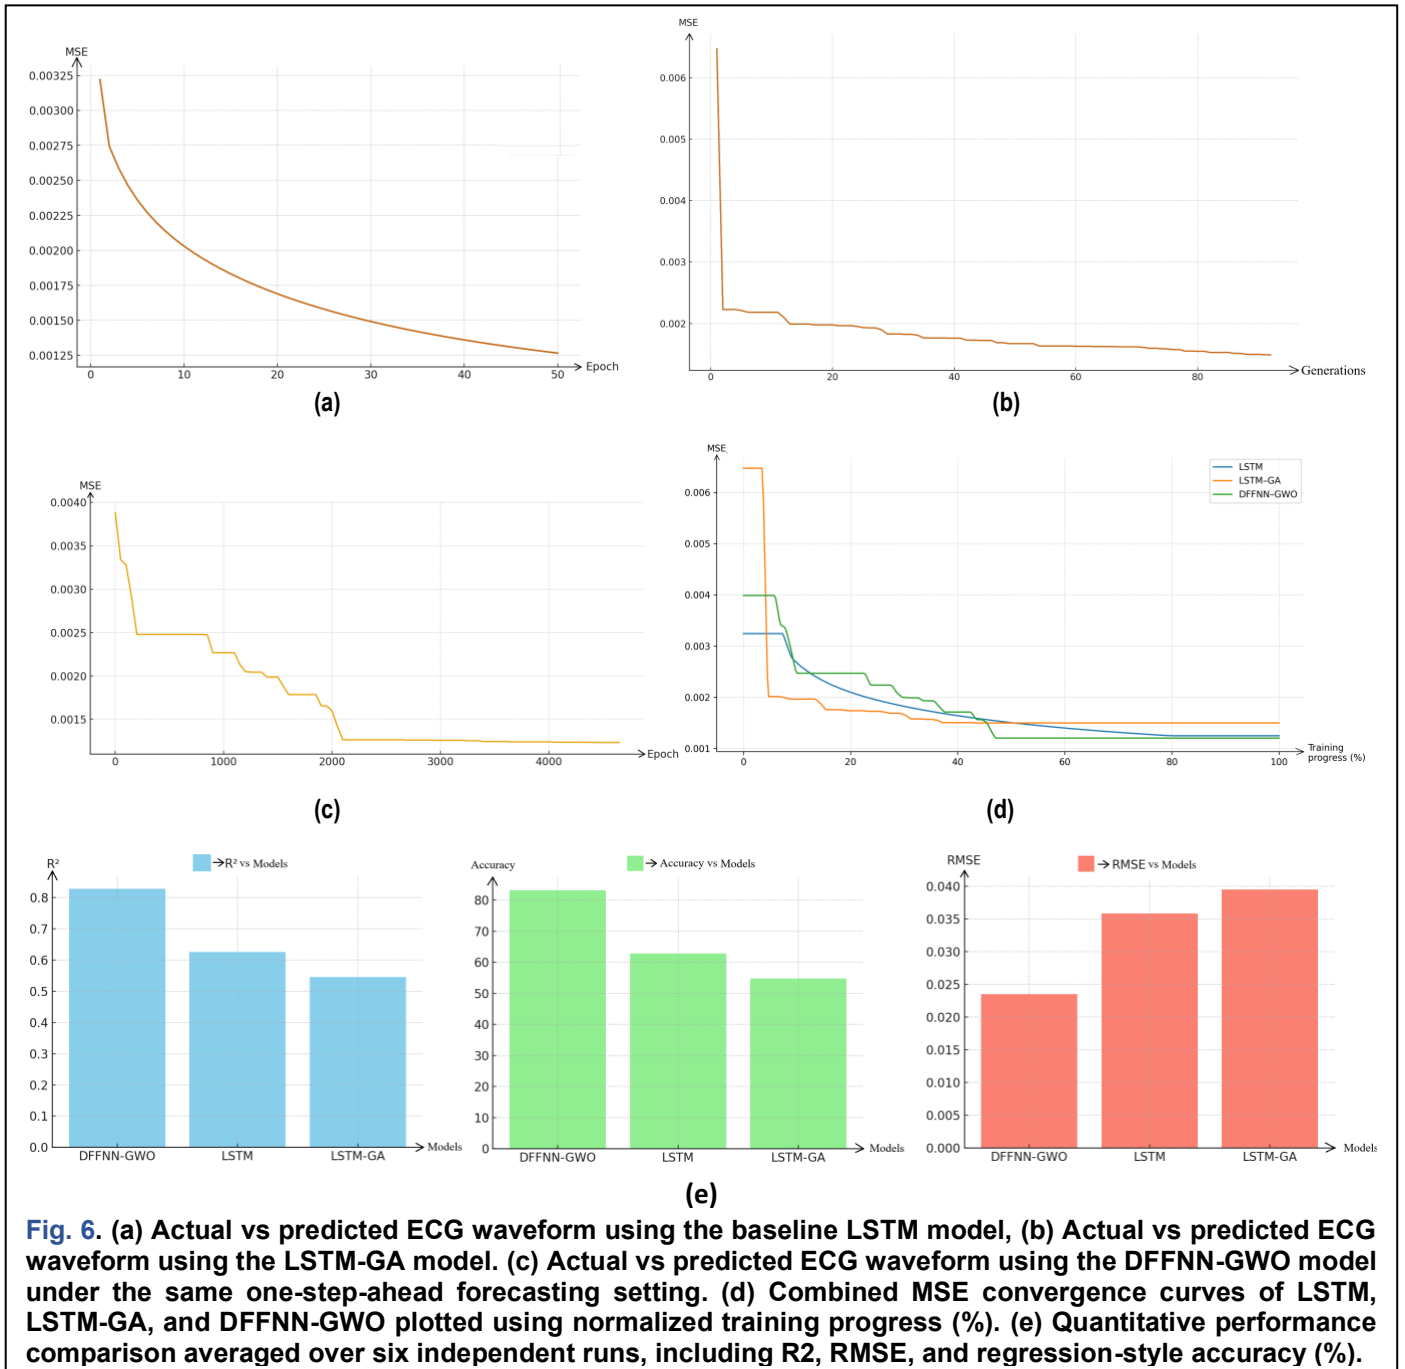 MSE
0.00325
0.00300
0.00275
0.00250
0.00225
0.00200
0.00175
0.00150
0.00125
0 10 20 30 40 50 Epoch
(a)
MSE
0.006
0.005
0.004
0.003
0.002
0 20 40 60 80 Generations
(b)
MSE
0.0040
0.0035
0.0030
0.0025
0.0020
0.0015
0 1000 2000 3000 4000 Epoch
(c)
MSE
LSTM
LSTM–GA
DFFNN–GWO
0.006
0.005
0.004
0.003
0.002
0.001
0 20 40 60 80 100 Training
progress (%)
(d)
R²
R² vs Models
0.8
0.7
0.6
0.5
0.4
0.3
0.2
0.1
0.0
DFFNN-GWO LSTM LSTM-GA Models
Accuracy
Accuracy vs Models
80
70
60
50
40
30
20
10
0
DFFNN-GWO LSTM LSTM-GA Models
RMSE
RMSE vs Models
0.040
0.035
0.030
0.025
0.020
0.015
0.010
0.005
0.000
DFFNN-GWO LSTM LSTM-GA Models
(e)
Fig. 6. (a) Actual vs predicted ECG waveform using the baseline LSTM model, (b) Actual vs predicted ECG
waveform using the LSTM-GA model. (c) Actual vs predicted ECG waveform using the DFFNN-GWO model
under the same one-step-ahead forecasting setting. (d) Combined MSE convergence curves of LSTM,
LSTM-GA, and DFFNN-GWO plotted using normalized training progress (%). (e) Quantitative performance
comparison averaged over six independent runs, including R2, RMSE, and regression-style accuracy (%).